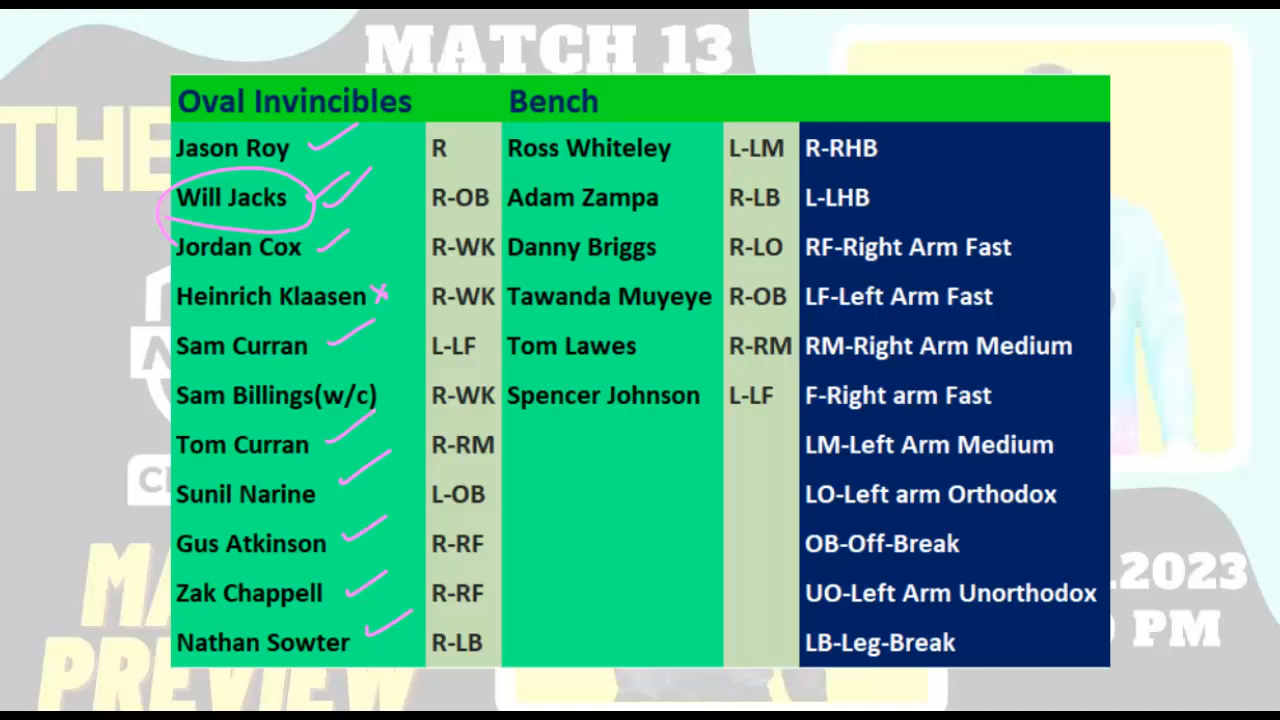 MATCH 13
THE
Oval Invincibles Bench
Jason Roy R Ross Whiteley L-LM R-RHB
Will Jacks R-OB Adam Zampa R-LB L-LHB
Jordan Cox R-WK Danny Briggs R-LO RF-Right Arm Fast
Heinrich Klaasen R-WK Tawanda Muyeye R-OB LF-Left Arm Fast
Sam Curran L-LF Tom Lawes R-RM RM-Right Arm Medium
Sam Billings(w/c) R-WK Spencer Johnson L-LF F-Right arm Fast
Tom Curran R-RM LM-Left Arm Medium
Sunil Narine L-OB LO-Left arm Orthodox
Gus Atkinson R-RF OB-Off-Break
Zak Chappell R-RF UO-Left Arm Unorthodox
Nathan Sowter R-LB LB-Leg-Break
.2023
PM
PREVIEW